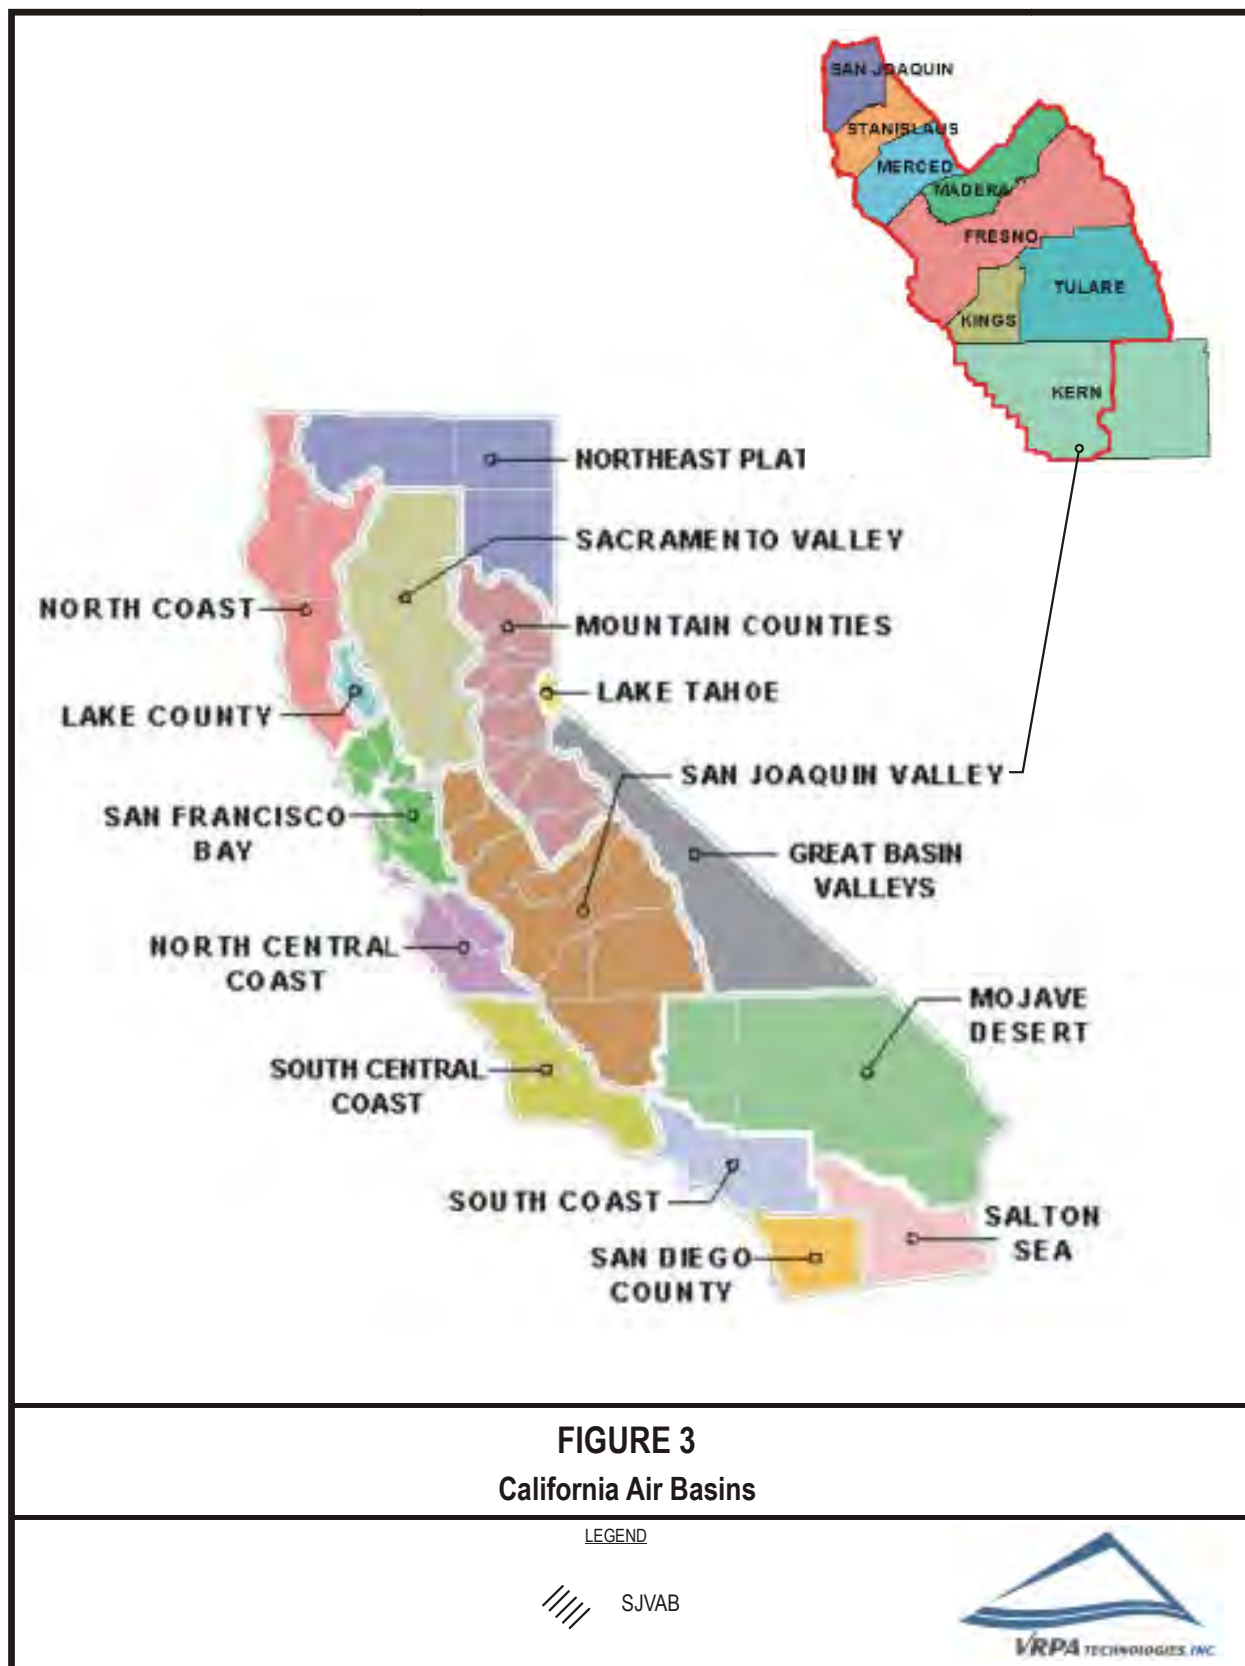 SAN JOAQUIN
STANISLAUS
MERCED
MADERA
FRESNO
TULARE
KINGS
KERN
NORTHEAST PLAT
SACRAMENTO VALLEY
NORTH COAST
MOUNTAIN COUNTIES
LAKE TAHOE
LAKE COUNTY
SAN JOAQUIN VALLEY
SAN FRANCISCO
BAY
GREAT BASIN
VALLEYS
NORTH CENTRAL
COAST
MOJAVE
DESERT
SOUTH CENTRAL
COAST
SOUTH COAST
SALTON
SEA
SAN DIEGO
COUNTY
FIGURE 3
California Air Basins
LEGEND
SJVAB
VRPA TECHNOLOGIES, INC